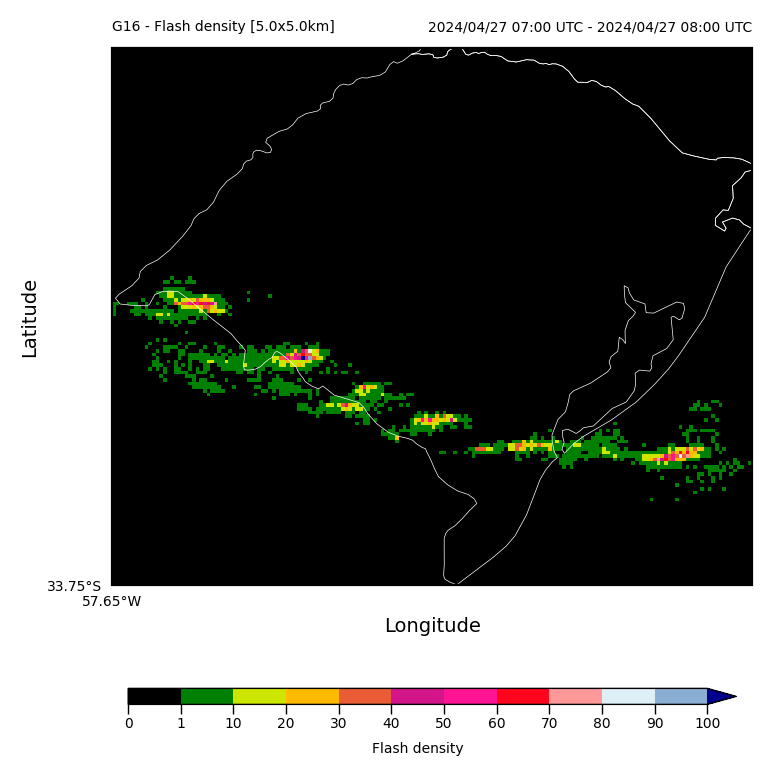 G16 - Flash density [5.0x5.0km] 2024/04/27 07:00 UTC - 2024/04/27 08:00 UTC
Latitude
33.75°S
57.65°W
Longitude
0 1 10 20 30 40 50 60 70 80 90 100
Flash density